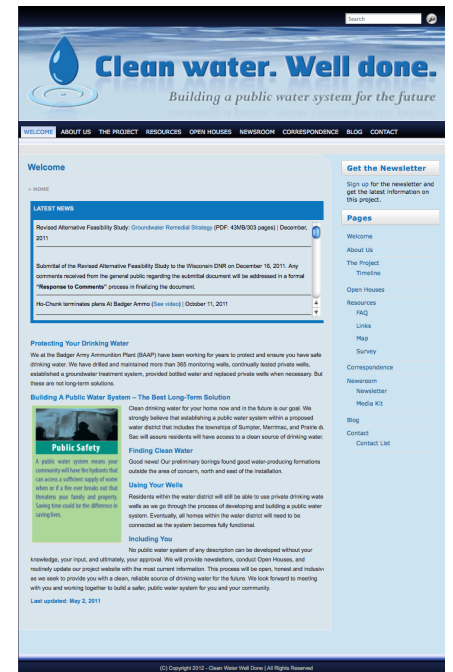 Search
Clean water. Well done.
Building a public water system for the future
WELCOME ABOUT US THE PROJECT RESOURCES OPEN HOUSES NEWSROOM CORRESPONDENCE BLOG CONTACT
Welcome
> HOME
LATEST NEWS
Revised Alternative Feasibility Study: Groundwater Remedial Strategy (PDF: 43MB/303 pages) | December,
2011
Submittal of the Revised Alternative Feasibility Study to the Wisconsin DNR on December 16, 2011. Any
comments received from the general public regarding the submittal document will be addressed in a formal
"Response to Comments" process in finalizing the document.
Ho-Chunk terminates plans At Badger Ammo (See video) | October 11, 2011
Protecting Your Drinking Water
We at the Badger Army Ammunition Plant (BAAP) have been working for years to protect and ensure you have safe
drinking water. We have drilled and maintained more than 365 monitoring wells, continually tested private wells,
established a groundwater treatment system, provided bottled water and replaced private wells when necessary. But
these are not long-term solutions.
Building A Public Water System – The Best Long-Term Solution
Clean drinking water for your home now and in the future is our goal. We
strongly believe that establishing a public water system within a proposed
water district that includes the townships of Sumpter, Merrimac, and Prairie du
Sac will assure residents will have access to a clean source of drinking water.
Public Safety
A public water system means your
community will have fire hydrants that
can access a sufficient supply of water
when or if a fire ever breaks out that
threatens your family and property.
Saving time could be the difference in
saving lives.
Finding Clean Water
Good news! Our preliminary borings found good water-producing formations
outside the area of concern, north and east of the installation.
Using Your Wells
Residents within the water district will still be able to use private drinking wate
wells as we go through the process of developing and building a public water
system. Eventually, all homes within the water district will need to be
connected as the system becomes fully functional.
Including You
No public water system of any description can be developed without your
knowledge, your input, and ultimately, your approval. We will provide newsletters, conduct Open Houses, and
routinely update our project website with the most current information. This process will be open, honest and inclusive
as we seek to provide you with a clean, reliable source of drinking water for the future. We look forward to meeting
with you and working together to build a safer, public water system for you and your community.
Last updated: May 2, 2011
Get the Newsletter
Sign up for the newsletter and
get the latest information on
this project.
Pages
Welcome
About Us
The Project
Timeline
Open Houses
Resources
FAQ
Links
Map
Survey
Correspondence
Newsroom
Newsletter
Media Kit
Blog
Contact
Contact List
(C) Copyright 2012 - Clean Water Well Done | All Rights Reserved